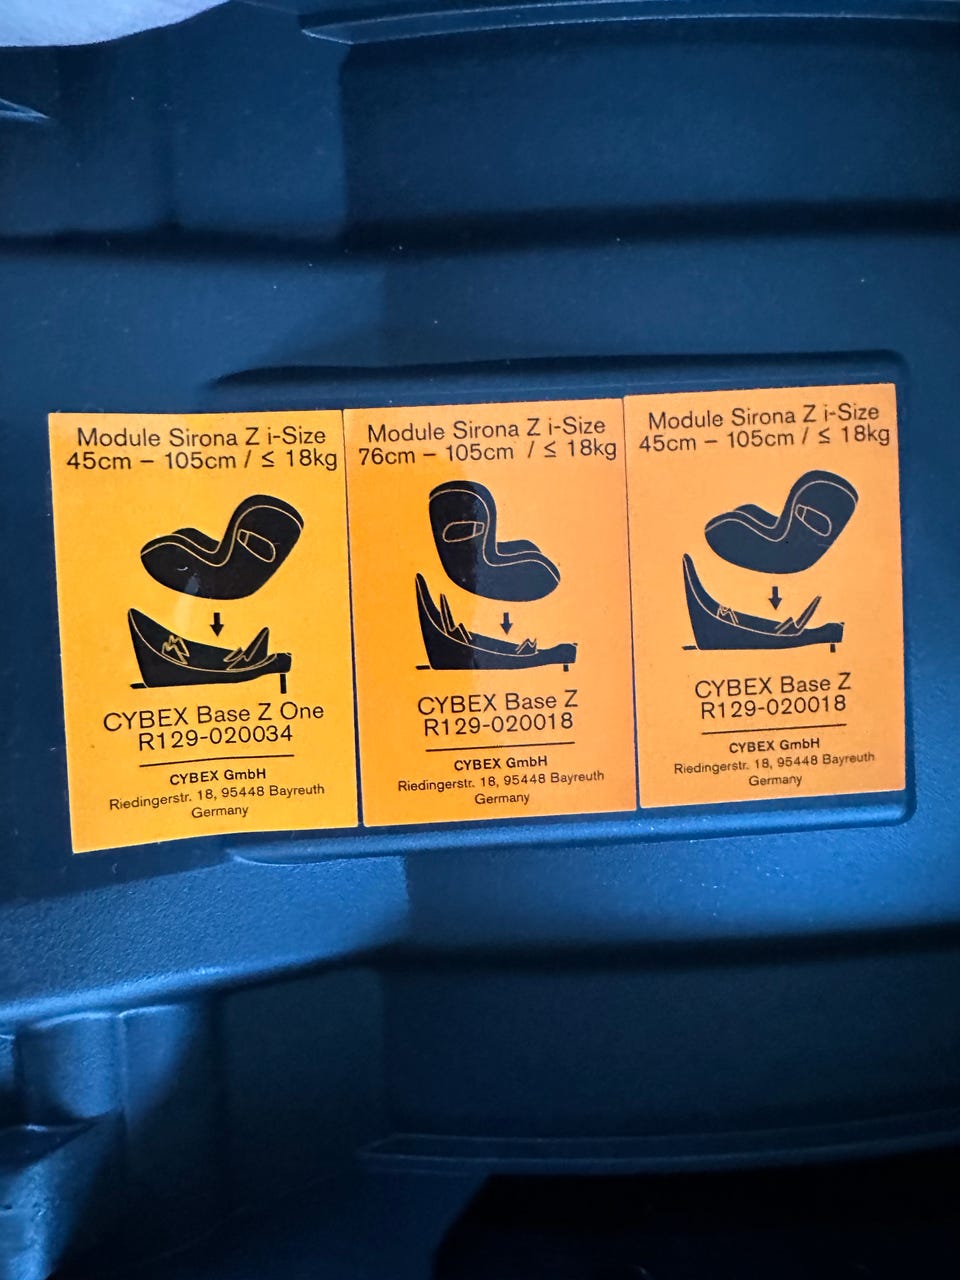 Module Sirona Z i-Size
45cm – 105cm / ≤ 18kg
CYBEX Base Z One
R129-020034
CYBEX GmbH
Riedingerstr. 18, 95448 Bayreuth
Germany
Module Sirona Z i-Size
76cm – 105cm / ≤ 18kg
CYBEX Base Z
R129-020018
CYBEX GmbH
Riedingerstr. 18, 95448 Bayreuth
Germany
Module Sirona Z i-Size
45cm – 105cm / ≤ 18kg
CYBEX Base Z
R129-020018
CYBEX GmbH
Riedingerstr. 18, 95448 Bayreuth
Germany